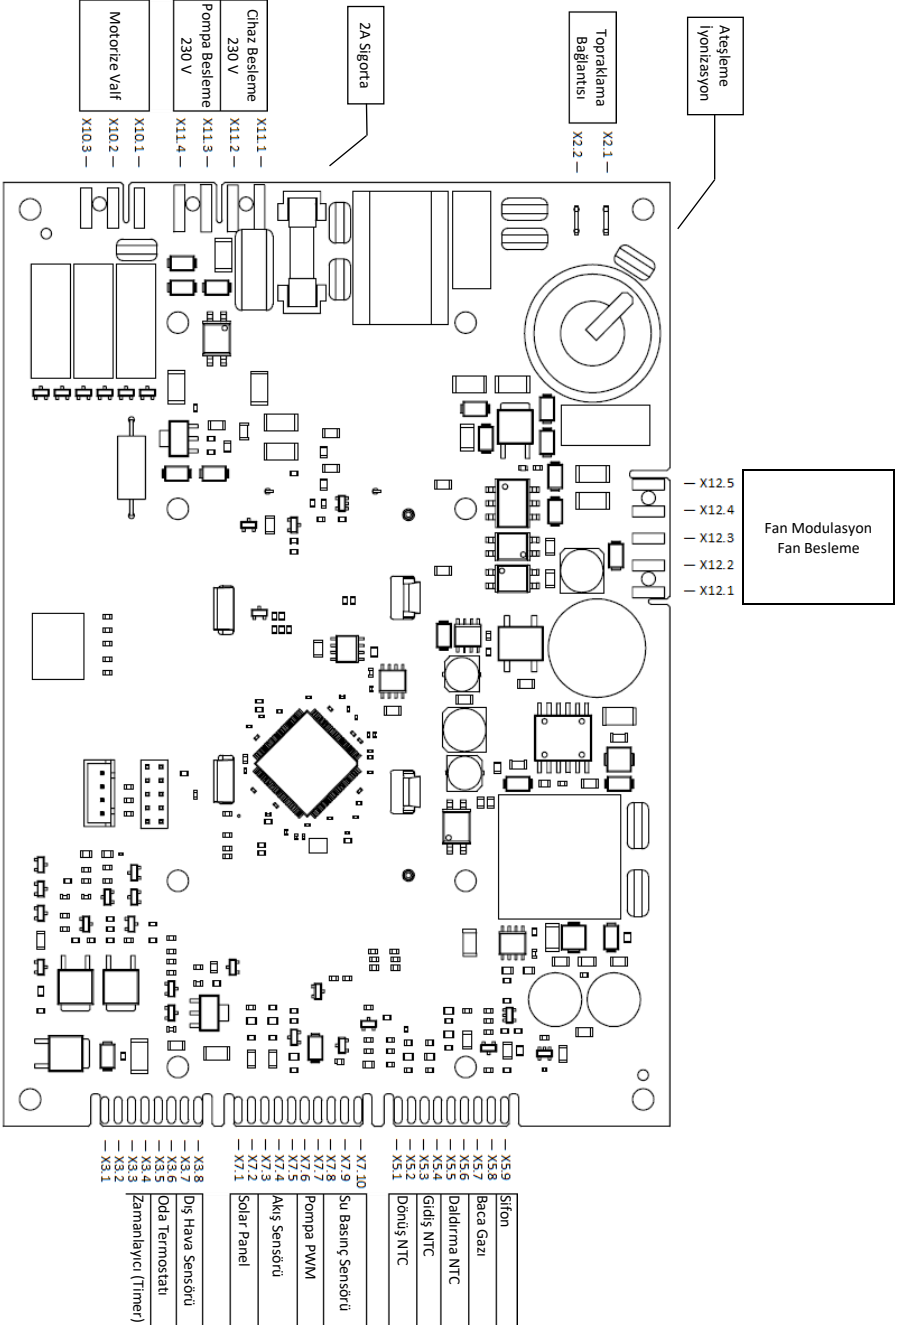 Motorize Valf
Cihaz Besleme
230 V
Pompa Besleme
230 V
2A Sigorta
Topraklama
Bağlantısı
Ateşleme
İyonizasyon
X10.3
X10.2
X10.1
X11.4
X11.3
X11.2
X11.1
X2.2
X2.1
X12.5
X12.4
X12.3
X12.2
X12.1
Fan Modulasyon
Fan Besleme
X3.1
X3.2
X3.3
X3.4
X3.5
X3.6
X3.7
X3.8
X7.1
X7.2
X7.3
X7.4
X7.5
X7.6
X7.7
X7.8
X7.9
X7.10
X5.1
X5.2
X5.3
X5.4
X5.5
X5.6
X5.7
X5.8
X5.9
Zamanlayıcı (Timer)
Oda Termostatı
Dış Hava Sensörü
Solar Panel
Akış Sensörü
Pompa PWM
Su Basınç Sensörü
Dönüş NTC
Gidiş NTC
Daldırma NTC
Baca Gazı
Sifon